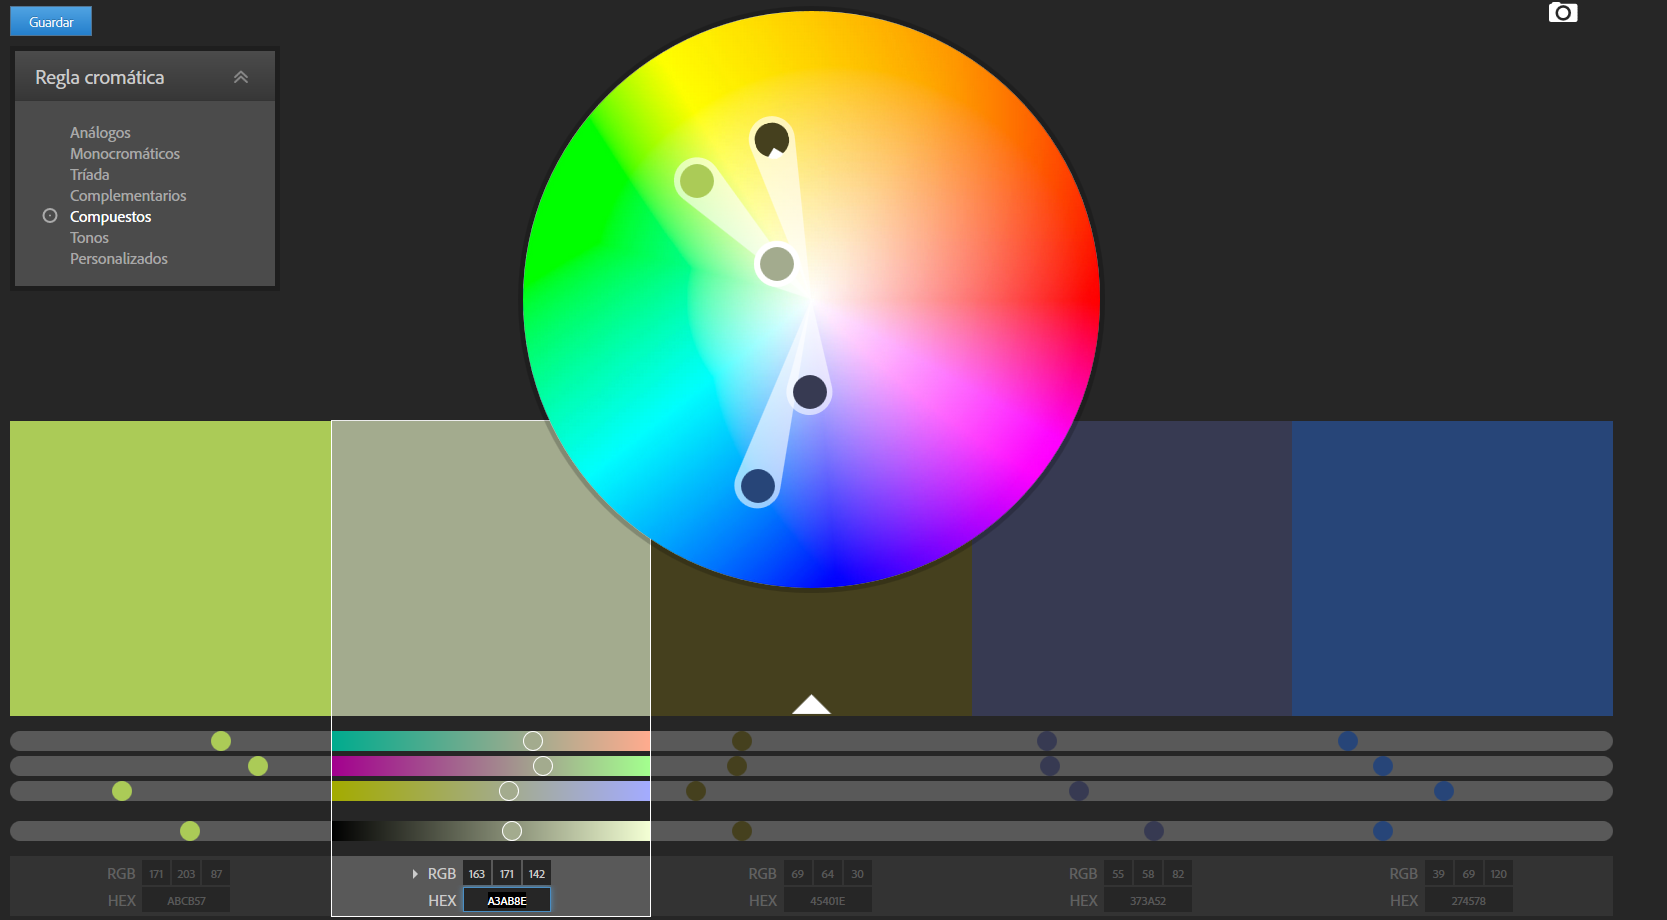 Guardar
Regla cromática
Análogos
Monocromáticos
Tríada
Complementarios
Compuestos
Tonos
Personalizados
RGB 171 203 87
HEX ABCB57
RGB 163 171 142
HEX A3AB8E
RGB 69 64 30
HEX 45401E
RGB 55 58 82
HEX 373A52
RGB 39 69 120
HEX 274578